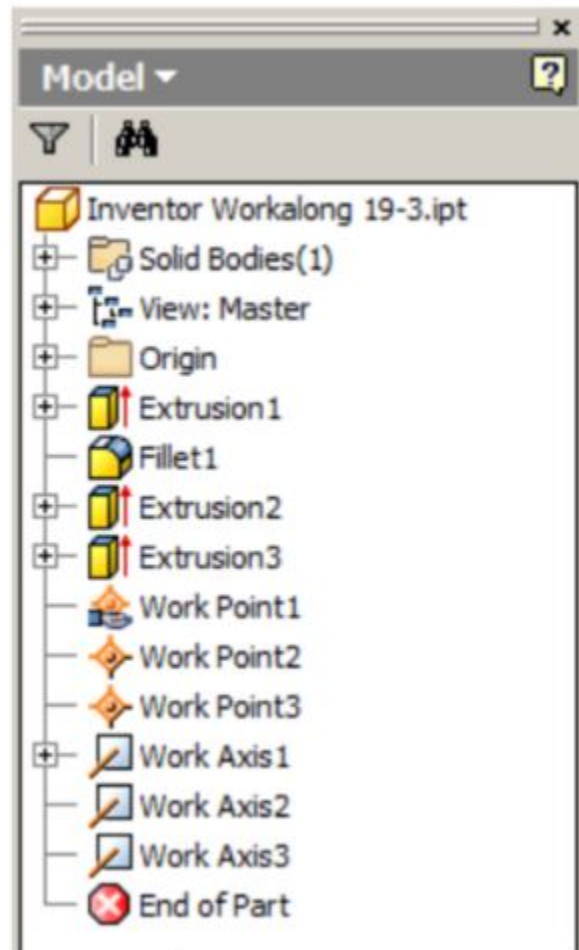 Model
Inventor Workalong 19-3.ipt
Solid Bodies(1)
View: Master
Origin
Extrusion1
Fillet1
Extrusion2
Extrusion3
Work Point1
Work Point2
Work Point3
Work Axis1
Work Axis2
Work Axis3
End of Part